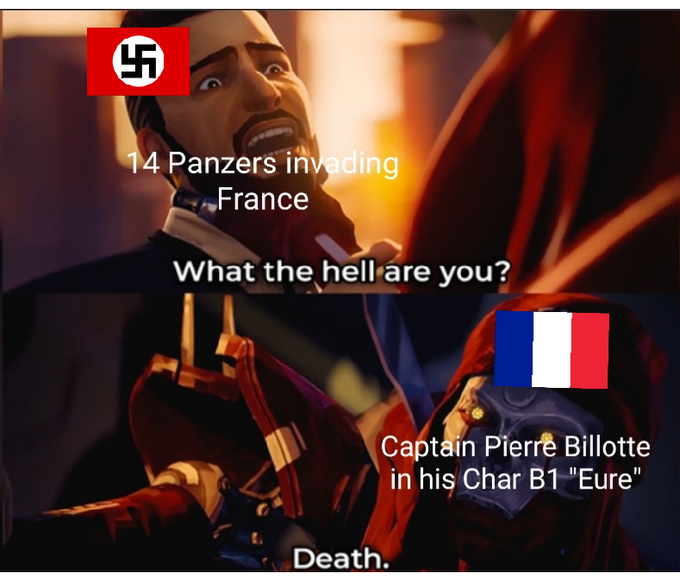 14 Panzers invading
France
What the hell are you?
Captain Pierre Billotte
in his Char B1 "Eure"
Death.